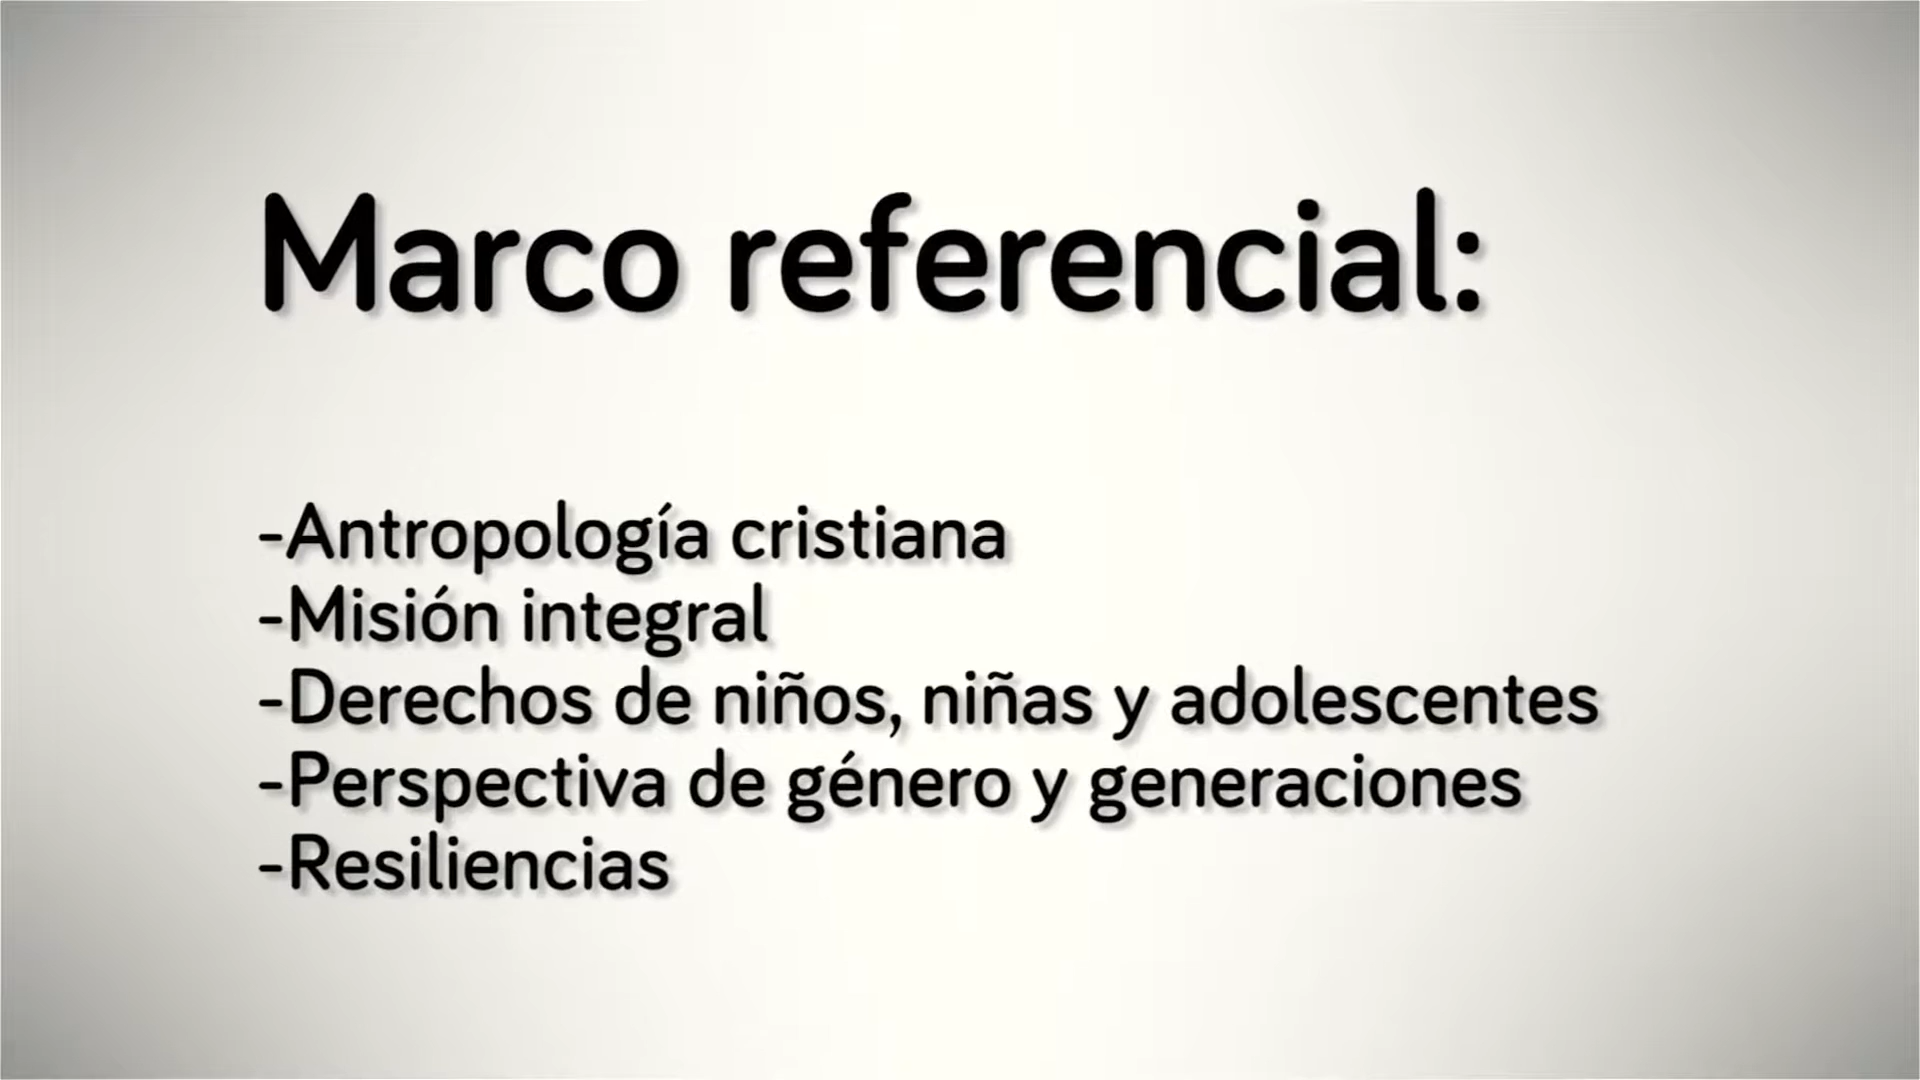 Marco referencial:
-Antropología cristiana
-Misión integral
-Derechos de niños, niñas y adolescentes
-Perspectiva de género y generaciones
-Resiliencias